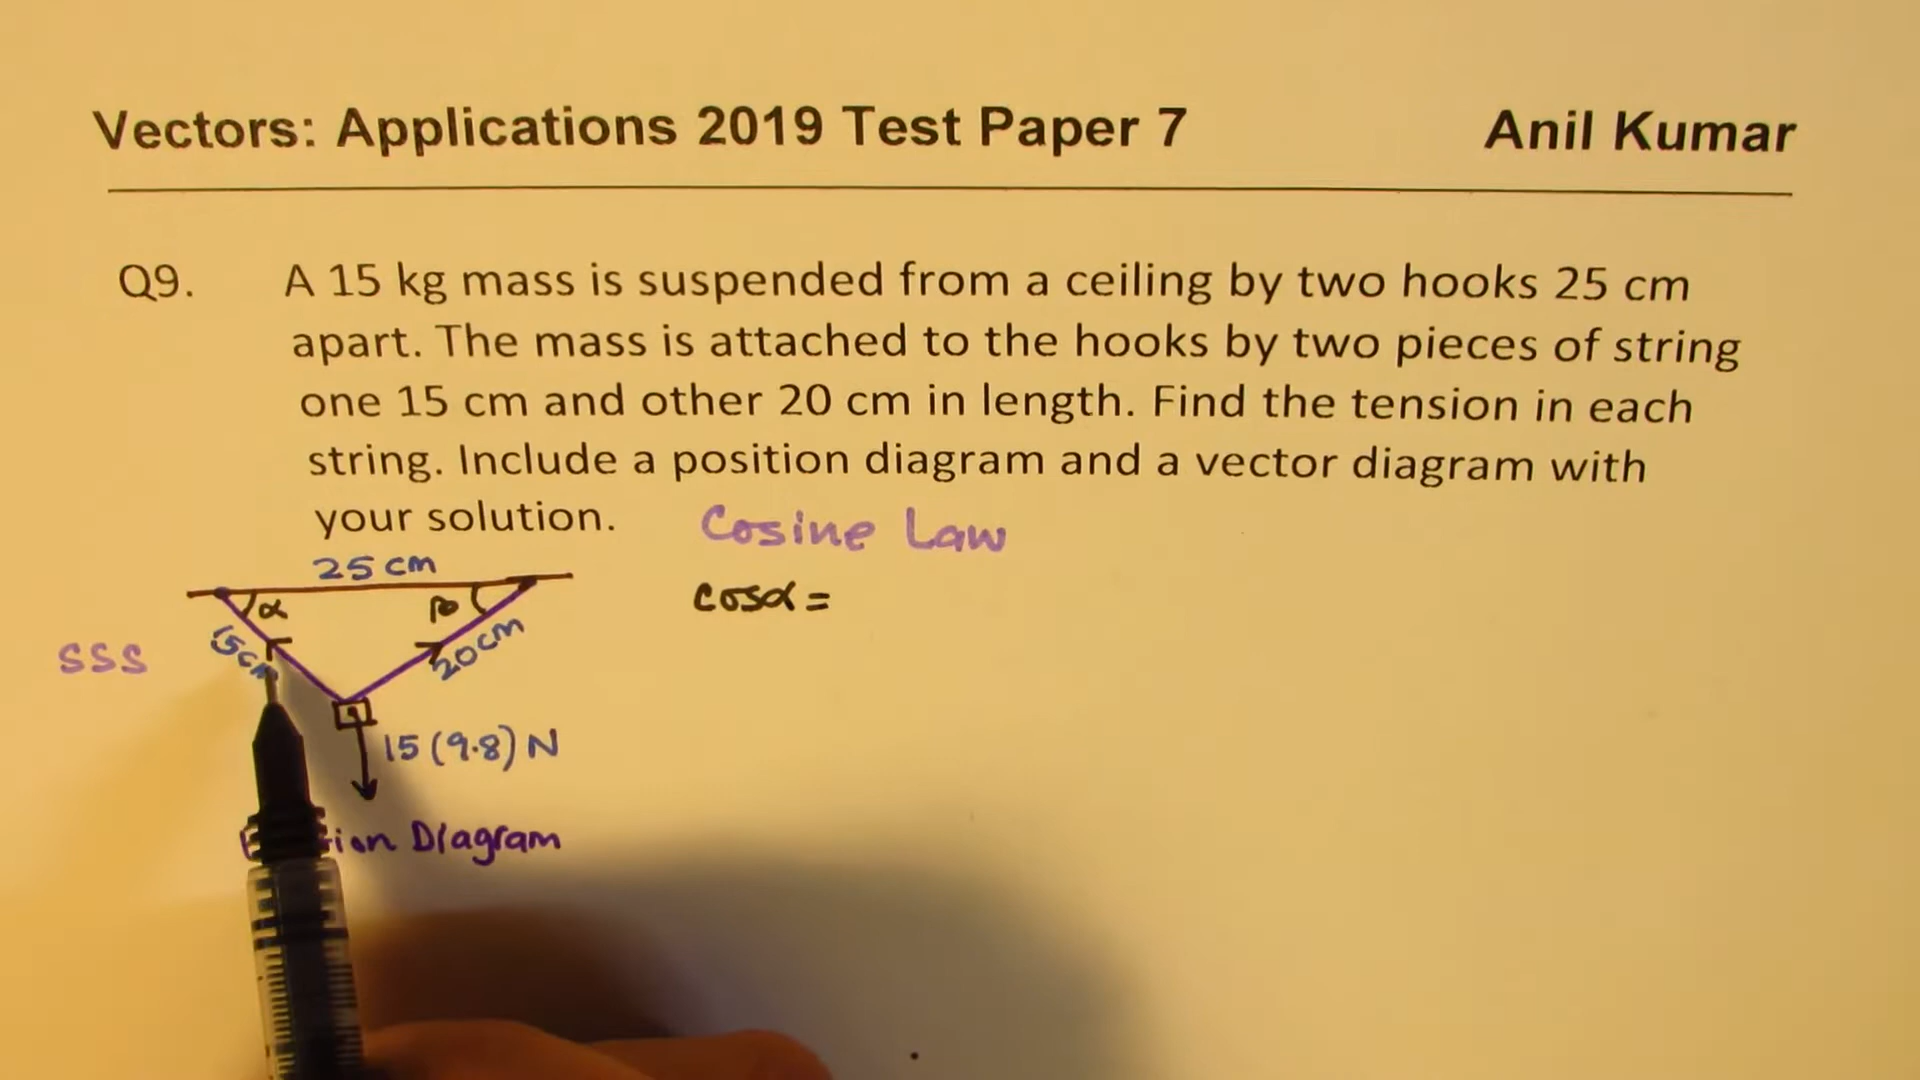 Vectors: Applications 2019 Test Paper 7 Anil Kumar
Q9. A 15 kg mass is suspended from a ceiling by two hooks 25 cm
apart. The mass is attached to the hooks by two pieces of string
one 15 cm and other 20 cm in length. Find the tension in each
string. Include a position diagram and a vector diagram with
your solution. Cosine Law
25 cm
α β cosα =
SSS 15cm 20cm
15(9.8) N
Diagram